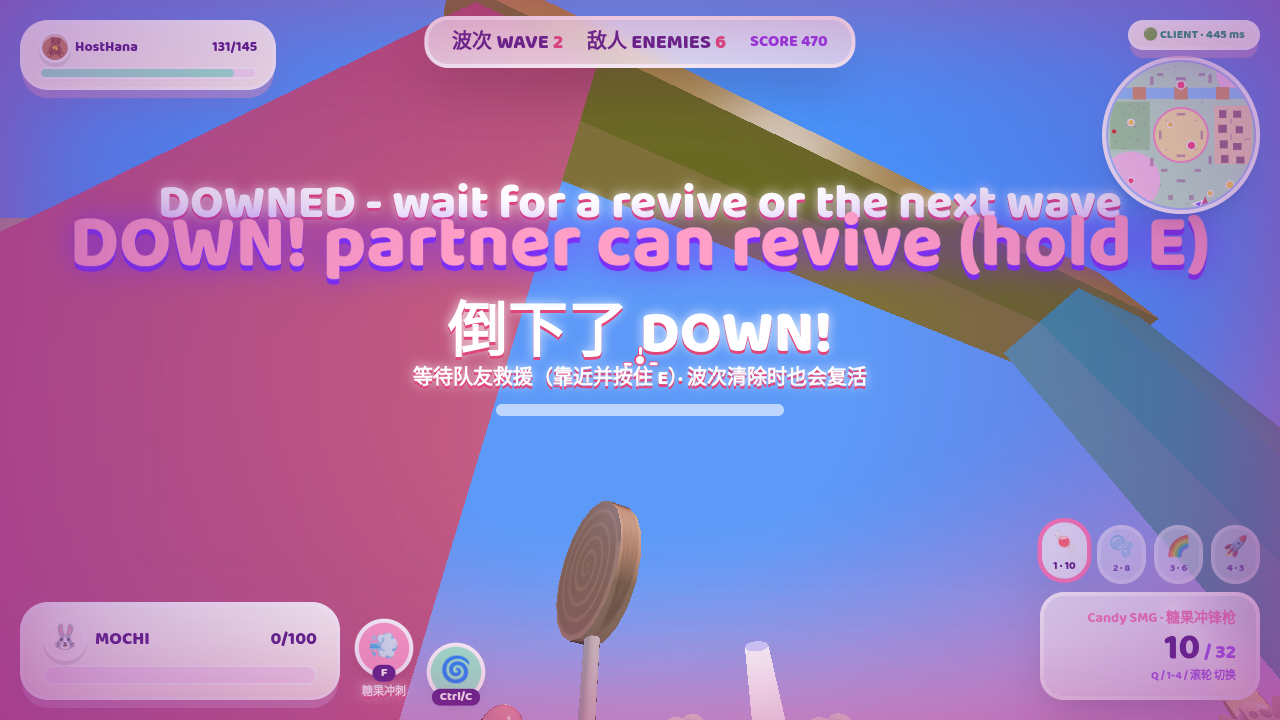 HostHana 131/145
波次 WAVE 2 敌人 ENEMIES 6 SCORE 470
CLIENT · 445 ms
DOWNED - wait for a revive or the next wave
DOWN! partner can revive (hold E)
倒下了 DOWN!
等待队友救援（靠近并按住 E）· 波次清除时也会复活
1 · 10
2 · 8
3 · 6
4 · 3
MOCHI 0/100
F
糖果冲刺
Ctrl/C
Candy SMG · 糖果冲锋枪
10 / 32
Q / 1-4 / 滚轮 切换